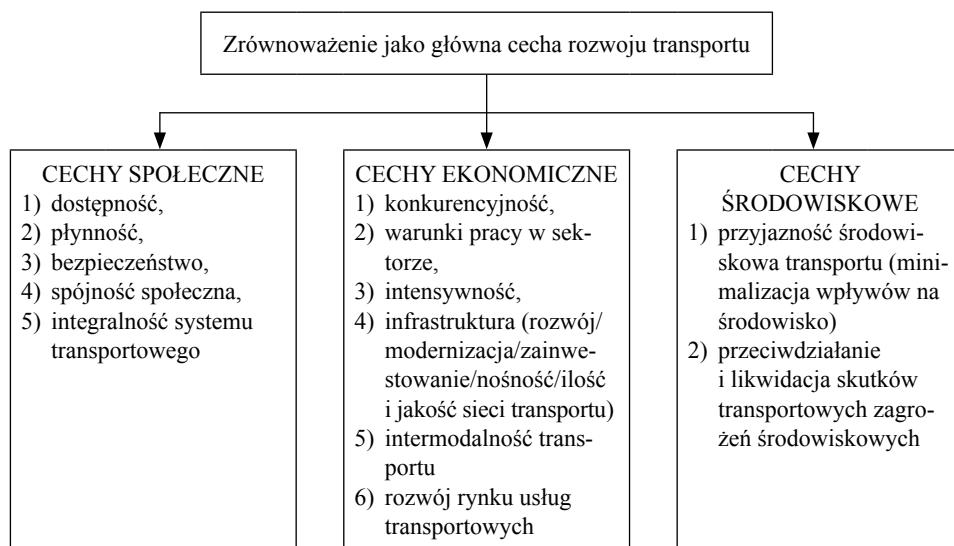 Zrównoważenie jako główna cecha rozwoju transportu
CECHY SPOŁECZNE
1) dostępność,
2) płynność,
3) bezpieczeństwo,
4) spójność społeczna,
5) integralność systemu
transportowego
CECHY EKONOMICZNE
1) konkurencyjność,
2) warunki pracy w sek-
torze,
3) intensywność,
4) infrastruktura (rozwój/
modernizacja/zainwe-
stowanie/nośność/ilość
i jakość sieci transportu)
5) intermodalność trans-
portu
6) rozwój rynku usług
transportowych
CECHY
ŚRODOWISKOWE
1) przyjazność środowi-
skowa transportu (mini-
malizacja wpływów na
środowisko)
2) przeciwdziałanie
i likwidacja skutków
transportowych zagro-
żeń środowiskowych